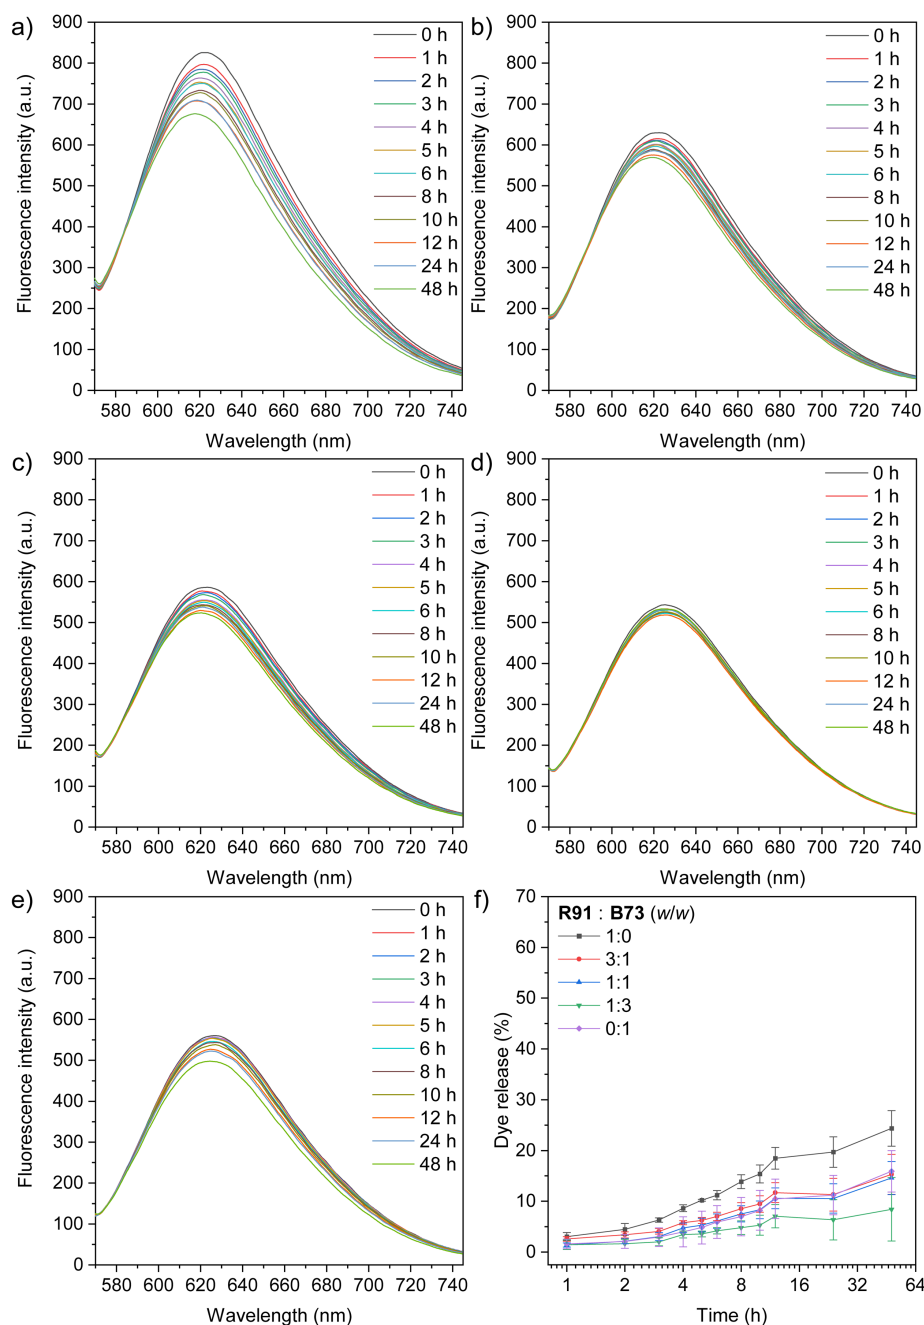 a)
900
800
700
600
500
400
300
200
100
0
Fluorescence intensity (a.u.)
580 600 620 640 660 680 700 720 740
Wavelength (nm)
0 h
1 h
2 h
3 h
4 h
5 h
6 h
8 h
10 h
12 h
24 h
48 h
b)
900
800
700
600
500
400
300
200
100
0
Fluorescence intensity (a.u.)
580 600 620 640 660 680 700 720 740
Wavelength (nm)
0 h
1 h
2 h
3 h
4 h
5 h
6 h
8 h
10 h
12 h
24 h
48 h
c)
900
800
700
600
500
400
300
200
100
0
Fluorescence intensity (a.u.)
580 600 620 640 660 680 700 720 740
Wavelength (nm)
0 h
1 h
2 h
3 h
4 h
5 h
6 h
8 h
10 h
12 h
24 h
48 h
d)
900
800
700
600
500
400
300
200
100
0
Fluorescence intensity (a.u.)
560 580 600 620 640 660 680 700 720 740
Wavelength (nm)
0 h
1 h
2 h
3 h
4 h
5 h
6 h
8 h
10 h
12 h
24 h
48 h
e)
900
800
700
600
500
400
300
200
100
0
Fluorescence intensity (a.u.)
580 600 620 640 660 680 700 720 740
Wavelength (nm)
0 h
1 h
2 h
3 h
4 h
5 h
6 h
8 h
10 h
12 h
24 h
48 h
f)
70
60
50
40
30
20
10
0
Dye release (%)
1 2 4 8 16 32 64
Time (h)
R91 : B73 (w/w)
1:0
3:1
1:1
1:3
0:1